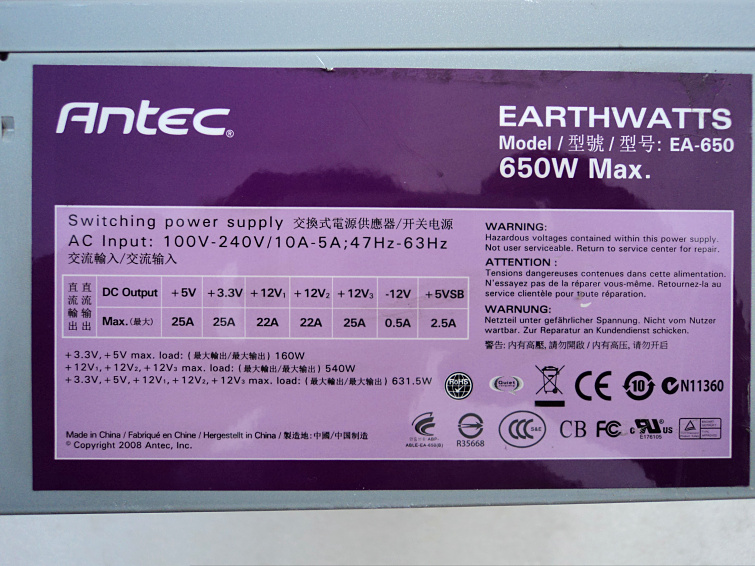 Antec®
EARTHWATTS
Model / 型號 / 型号: EA-650
650W Max.
Switching power supply 交換式電源供應器/开关电源
AC Input: 100V-240V/10A-5A;47Hz-63Hz
交流輸入/交流输入
直流輸出 直流输出
DC Output +5V +3.3V +12V₁ +12V₂ +12V₃ -12V +5VSB
Max.(最大) 25A 25A 22A 22A 25A 0.5A 2.5A
+3.3V,+5V max. load: (最大輸出/最大输出) 160W
+12V₁,+12V₂,+12V₃ max. load: (最大輸出/最大输出) 540W
+3.3V,+5V,+12V₁,+12V₂,+12V₃ max. load: (最大輸出/最大输出) 631.5W
Made in China / Fabriqué en Chine / Hergestellt in China / 製造地:中國/中国制造
© Copyright 2008 Antec, Inc.
WARNING:
Hazardous voltages contained within this power supply.
Not user serviceable. Return to service center for repair.
ATTENTION :
Tensions dangereuses contenues dans cette alimentation.
N'essayez pas de la réparer vous-même. Retournez-la au
service clientèle pour toute réparation.
WARNUNG:
Netzteil unter gefährlicher Spannung. Nicht vom Nutzer
wartbar. Zur Reparatur an Kundendienst schicken.
警告: 内有高壓, 請勿開啟 / 内有高压, 请勿开启
RoHS
Quiet
CE
10
N11360
ABLE-EA-650(B)
R35668
CCC S&E
CB
FC
c UL US
E176105